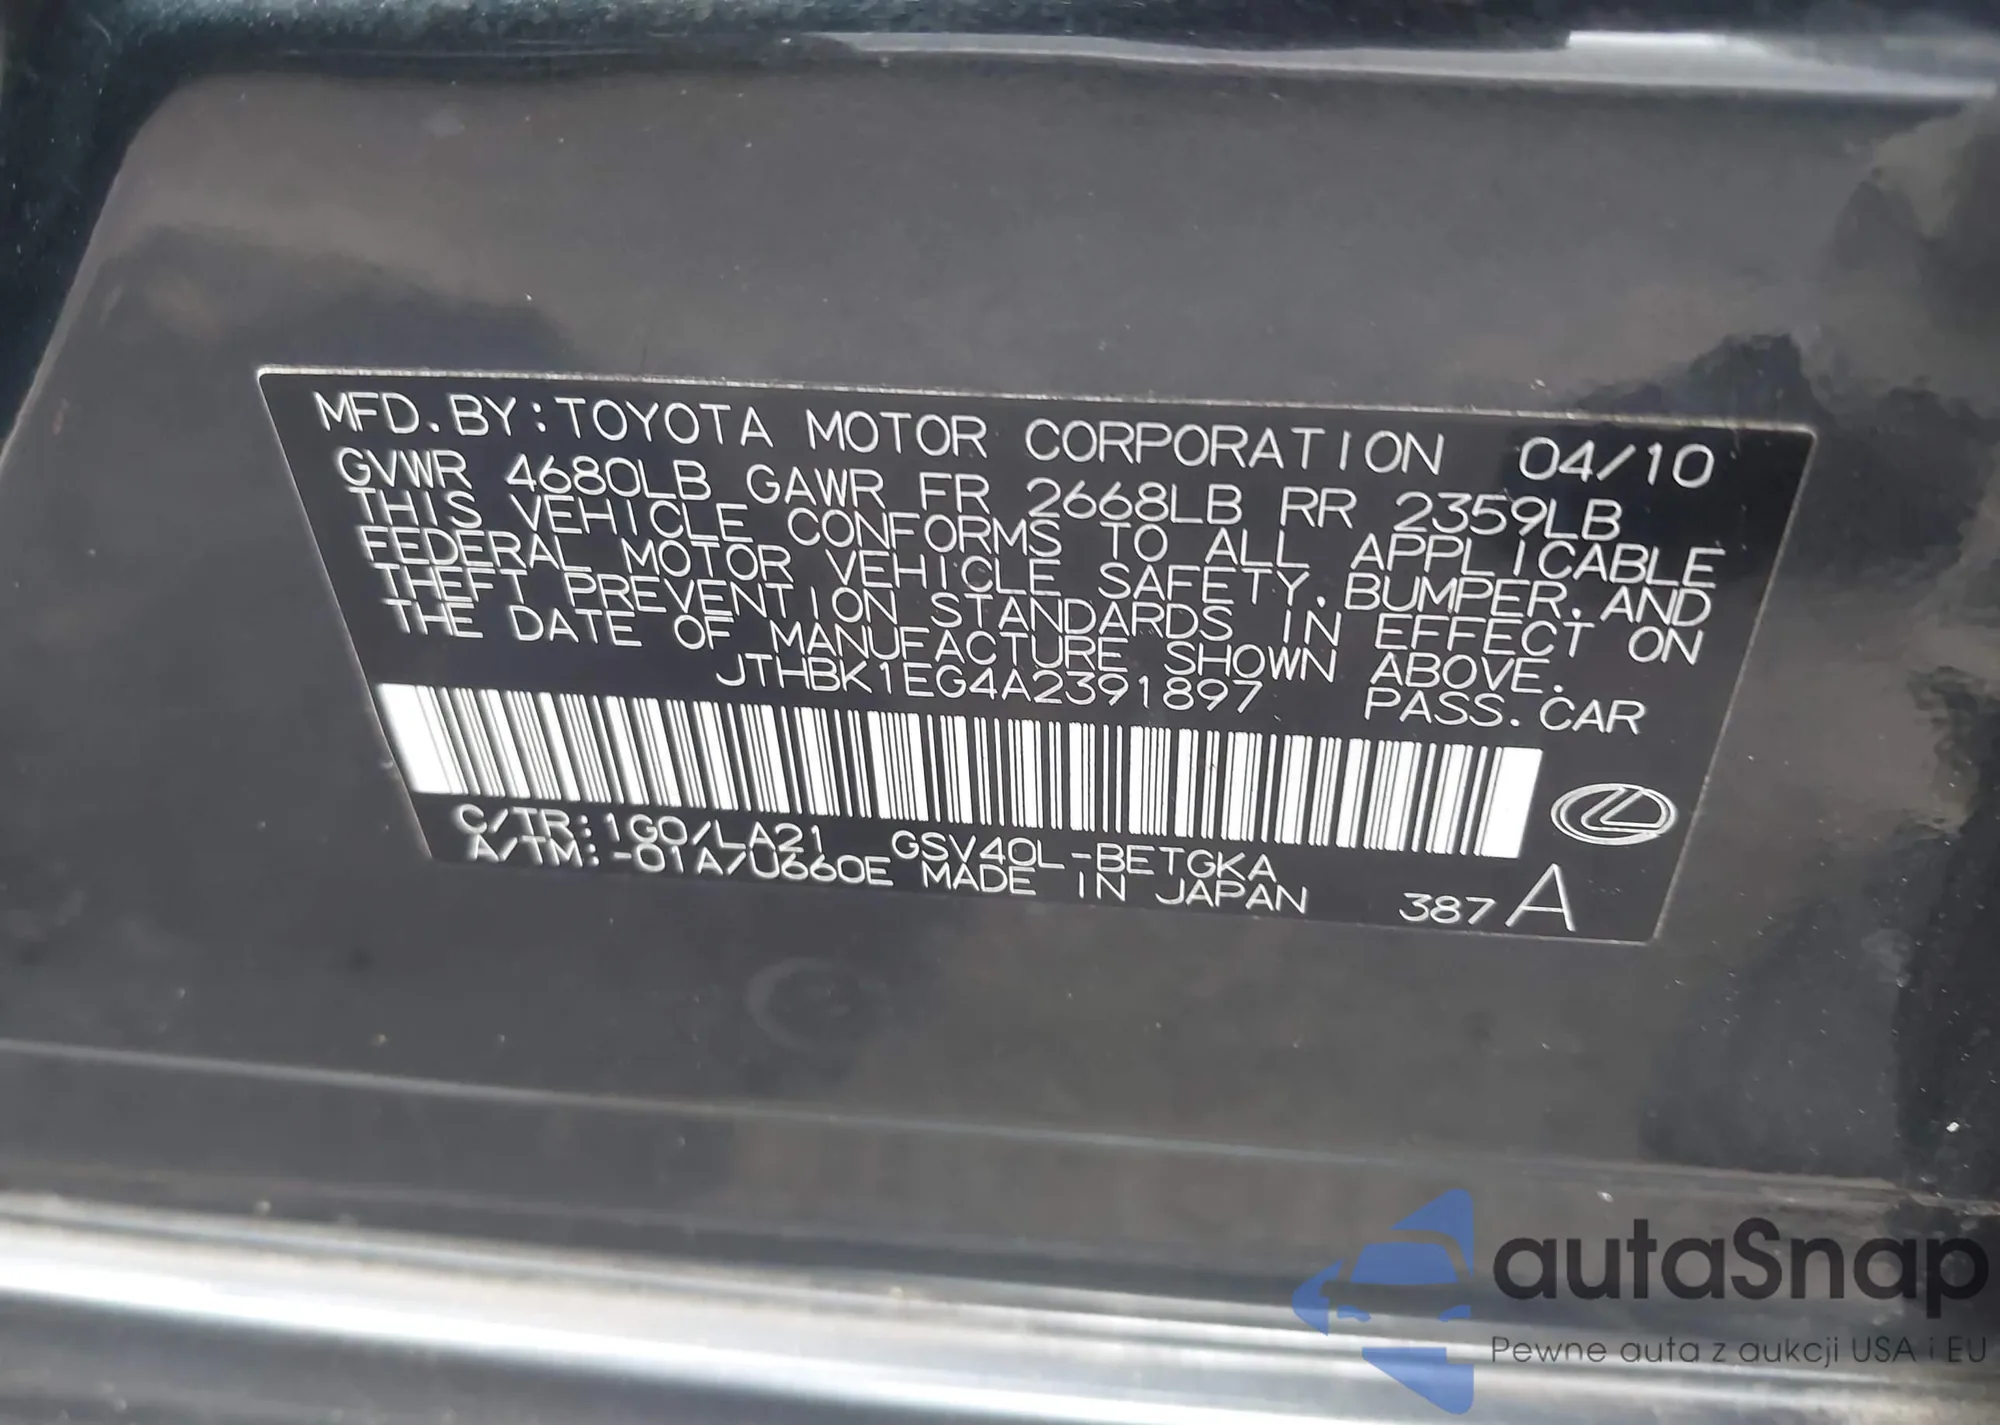 MFD.BY:TOYOTA MOTOR CORPORATION 04/10
GVWR 4680LB GAWR FR 2668LB RR 2359LB
THIS VEHICLE CONFORMS TO ALL APPLICABLE
FEDERAL MOTOR VEHICLE SAFETY,BUMPER,AND
THEFT PREVENTION STANDARDS IN EFFECT ON
THE DATE OF MANUFACTURE SHOWN ABOVE.
JTHBK1EG4A2391897 PASS.CAR
C/TR:1G0/LA21 GSV40L-BETGKA
A/TM:-01A/U660E MADE IN JAPAN 387 A
autaSnap
Pewne auta z aukcji USA i EU